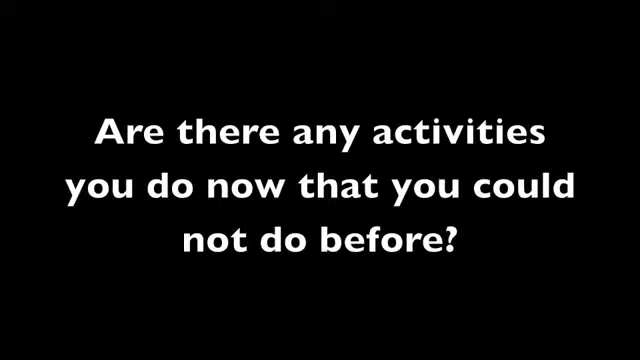 Are there any activities
you do now that you could
not do before?